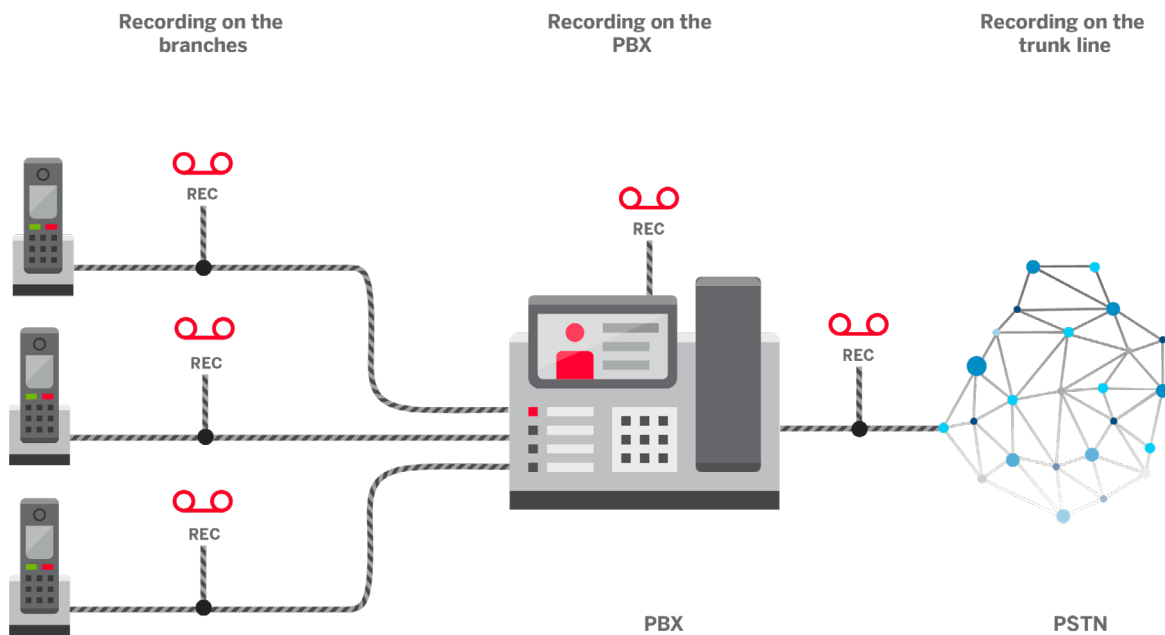 Recording on the
branches
Recording on the
PBX
Recording on the
trunk line
REC
REC
REC
REC
REC
PBX
PSTN